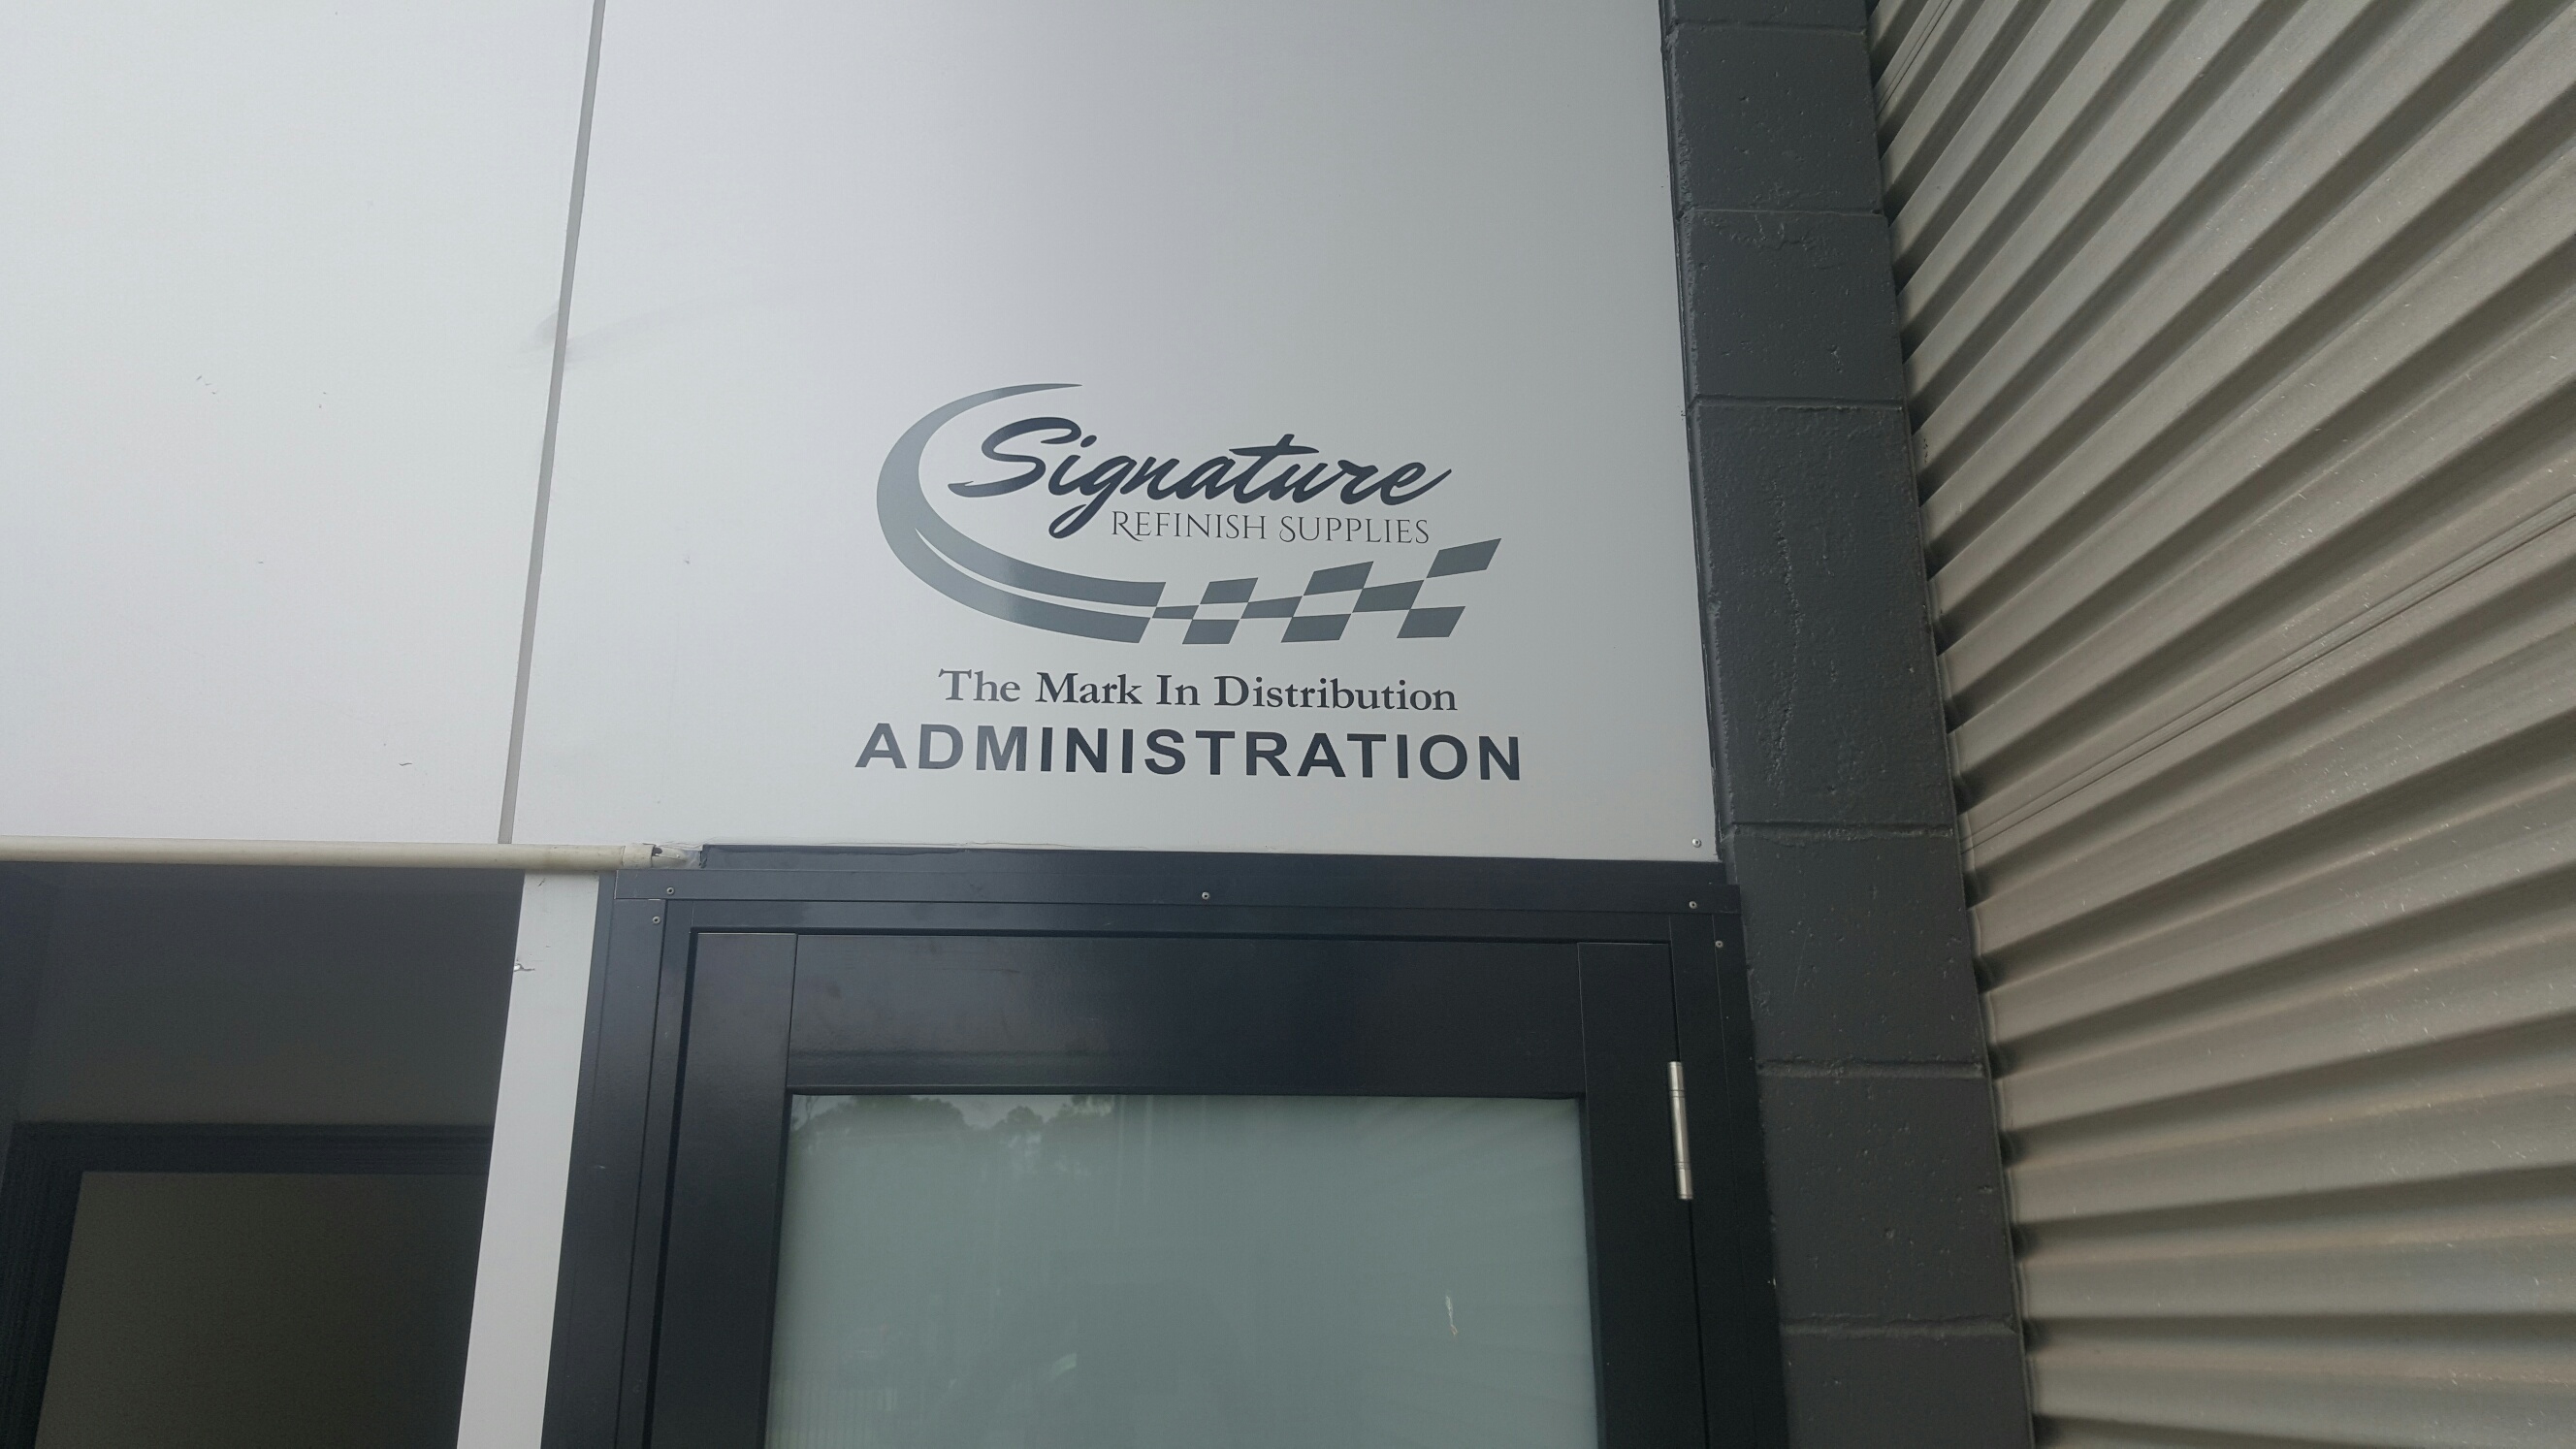 Signature
REFINISH SUPPLIES
The Mark In Distribution
ADMINISTRATION